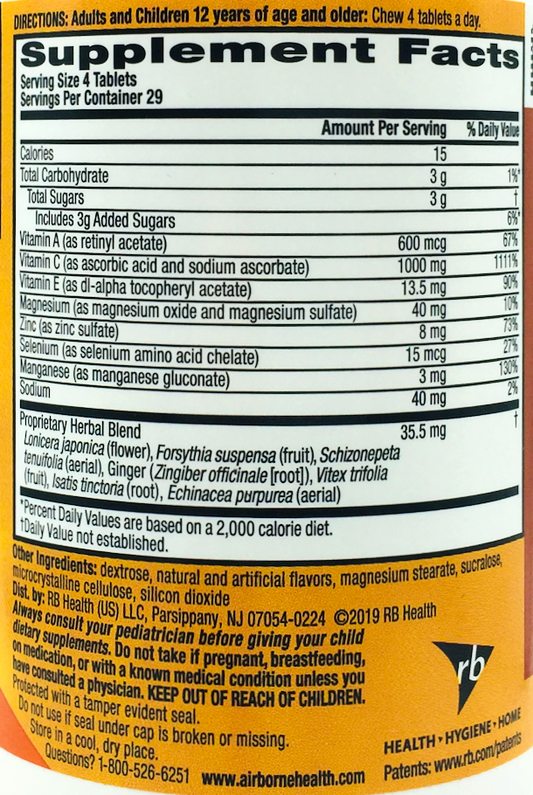 DIRECTIONS: Adults and Children 12 years of age and older: Chew 4 tablets a day.
Supplement Facts
Serving Size 4 Tablets
Servings Per Container 29
Amount Per Serving % Daily Value
Calories 15
Total Carbohydrate 3 g 1%*
Total Sugars 3 g †
Includes 3g Added Sugars 6%*
Vitamin A (as retinyl acetate) 600 mcg 67%
Vitamin C (as ascorbic acid and sodium ascorbate) 1000 mg 1111%
Vitamin E (as dl-alpha tocopheryl acetate) 13.5 mg 90%
Magnesium (as magnesium oxide and magnesium sulfate) 40 mg 10%
Zinc (as zinc sulfate) 8 mg 73%
Selenium (as selenium amino acid chelate) 15 mcg 27%
Manganese (as manganese gluconate) 3 mg 130%
Sodium 40 mg 2%
Proprietary Herbal Blend 35.5 mg †
Lonicera japonica (flower), Forsythia suspensa (fruit), Schizonepeta
tenuifolia (aerial), Ginger (Zingiber officinale [root]), Vitex trifolia
(fruit), Isatis tinctoria (root), Echinacea purpurea (aerial)
*Percent Daily Values are based on a 2,000 calorie diet.
†Daily Value not established.
Other Ingredients: dextrose, natural and artificial flavors, magnesium stearate, sucralose,
microcrystalline cellulose, silicon dioxide
Dist. by: RB Health (US) LLC, Parsippany, NJ 07054-0224 ©2019 RB Health
Always consult your pediatrician before giving your child
dietary supplements. Do not take if pregnant, breastfeeding,
on medication, or with a known medical condition unless you
have consulted a physician. KEEP OUT OF REACH OF CHILDREN.
Protected with a tamper evident seal.
Do not use if seal under cap is broken or missing.
Store in a cool, dry place.
Questions? 1-800-526-6251 www.airbornehealth.com
rb
HEALTH • HYGIENE • HOME
Patents: www.rb.com/patents